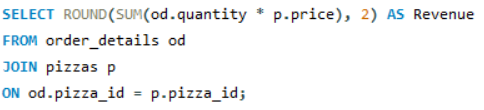 SELECT ROUND(SUM(od.quantity * p.price), 2) AS Revenue
FROM order_details od
JOIN pizzas p
ON od.pizza_id = p.pizza_id;